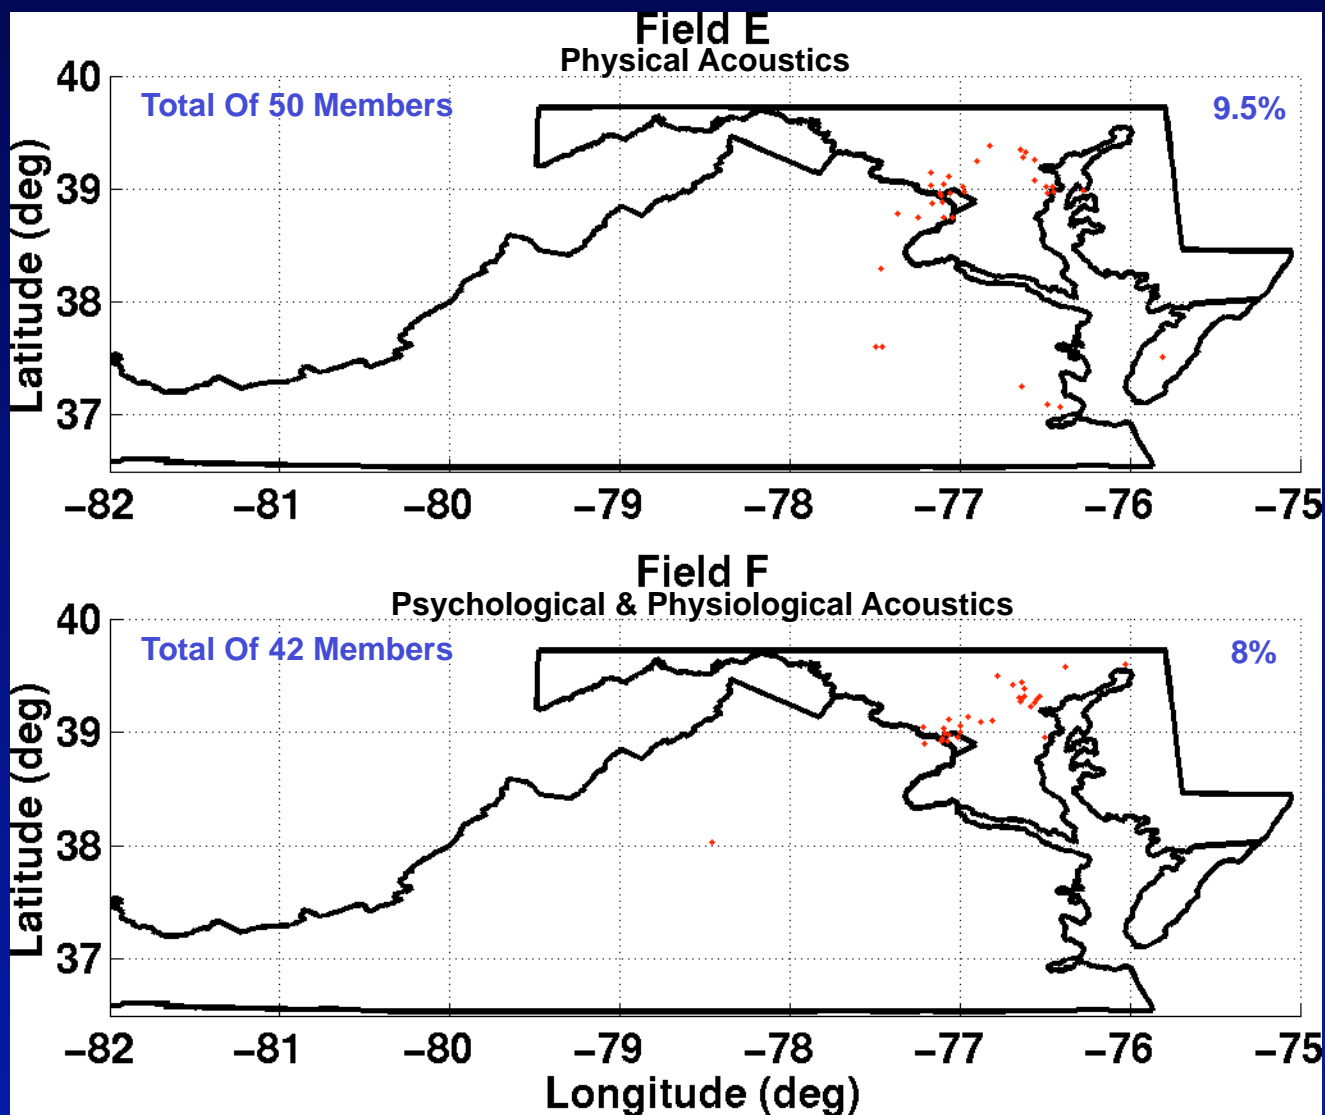 Field E
Physical Acoustics
Total Of 50 Members
9.5%
Latitude (deg)
40
39
38
37
−82 −81 −80 −79 −78 −77 −76 −75
Field F
Psychological & Physiological Acoustics
Total Of 42 Members
8%
Latitude (deg)
40
39
38
37
−82 −81 −80 −79 −78 −77 −76 −75
Longitude (deg)